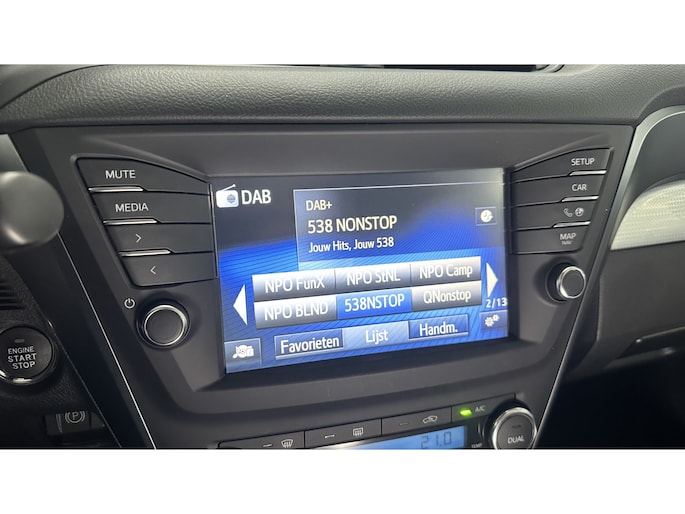 MUTE
MEDIA
>
<
ENGINE
START
STOP
DAB
DAB+
538 NONSTOP
Jouw Hits, Jouw 538
NPO FunX NPO StNL NPO Camp
NPO BLND 538NSTOP QNonstop
2/13
Favorieten Lijst Handm.
SETUP
CAR
MAP
A/C
21.0
TEMP
DUAL